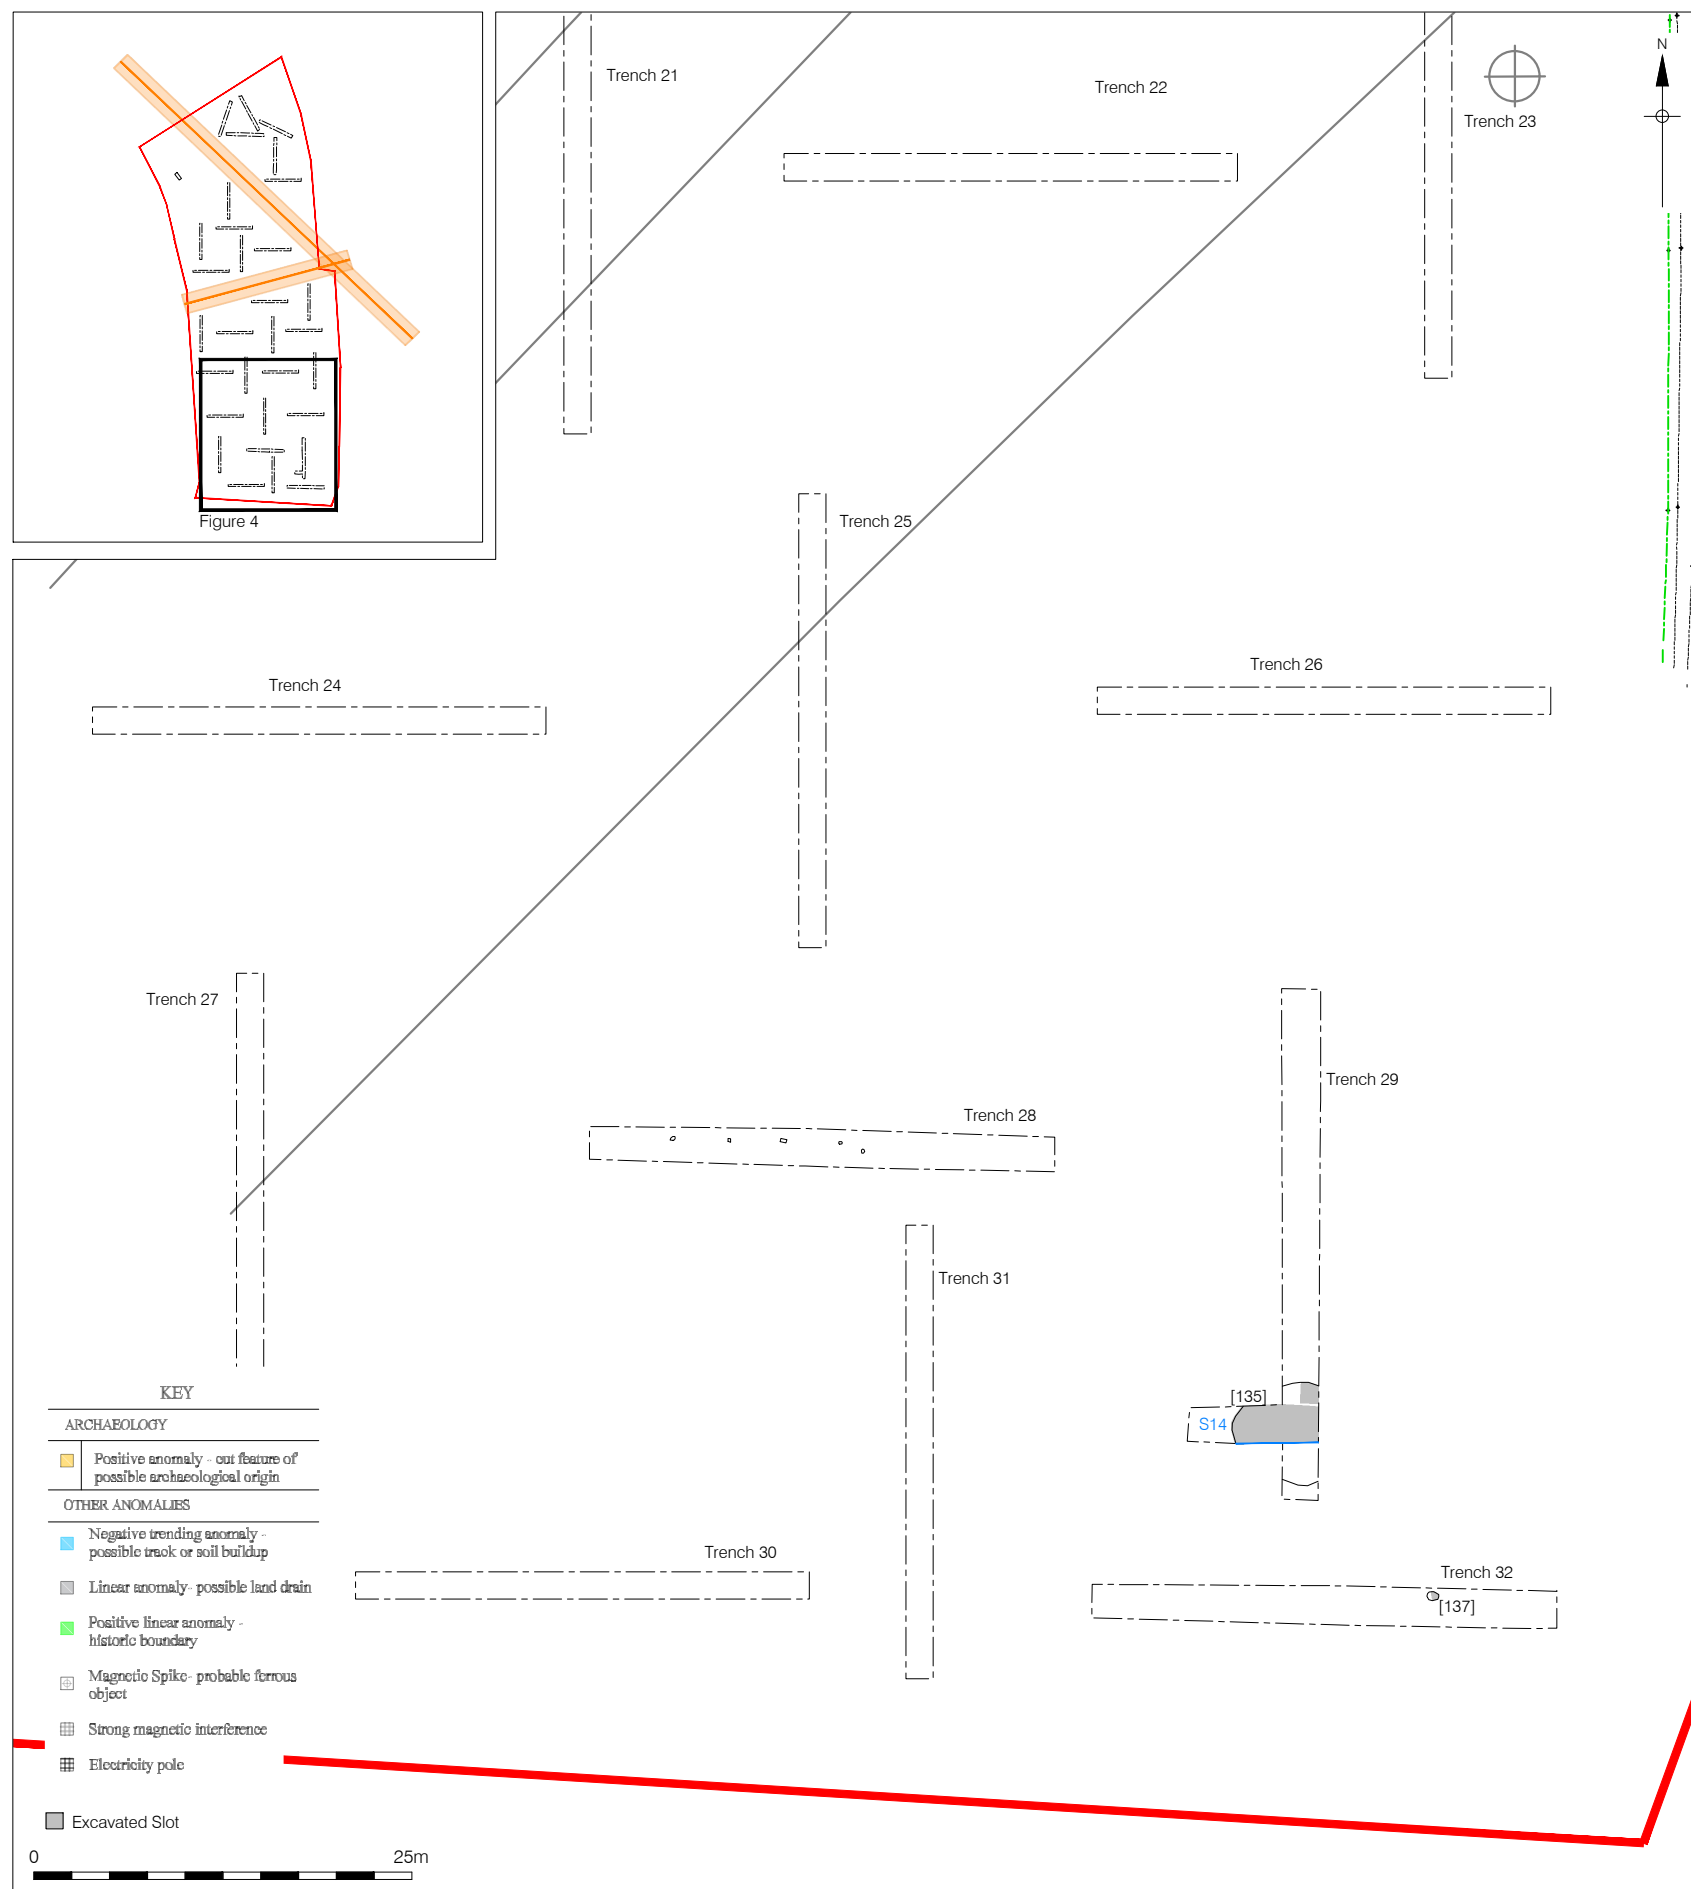 Figure 4
Trench 21
Trench 22
Trench 23
N
Trench 25
Trench 24
Trench 26
Trench 27
Trench 29
Trench 28
Trench 31
[135]
S14
Trench 30
Trench 32
[137]
KEY
ARCHAEOLOGY
Positive anomaly - cut feature of
possible archaeological origin
OTHER ANOMALIES
Negative trending anomaly -
possible track or soil buildup
Linear anomaly- possible land drain
Positive linear anomaly -
historic boundary
Magnetic Spike- probable ferrous
object
Strong magnetic interference
Electricity pole
Excavated Slot
0 25m